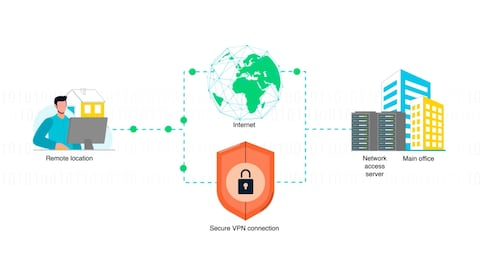 Internet
Remote location
Network
access
server
Main office
Secure VPN connection